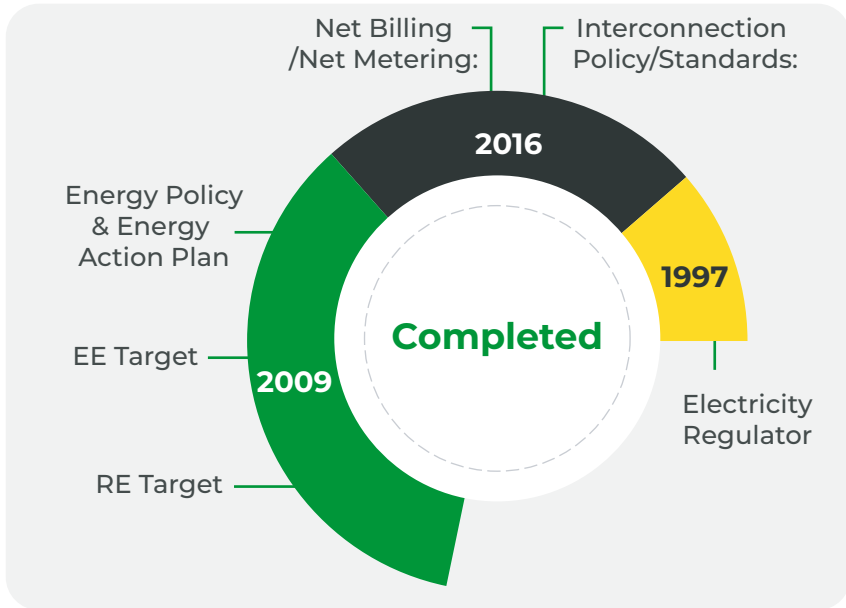 Net Billing
/Net Metering:
Interconnection
Policy/Standards:
2016
Energy Policy
& Energy
Action Plan
1997
Completed
EE Target
2009
Electricity
Regulator
RE Target